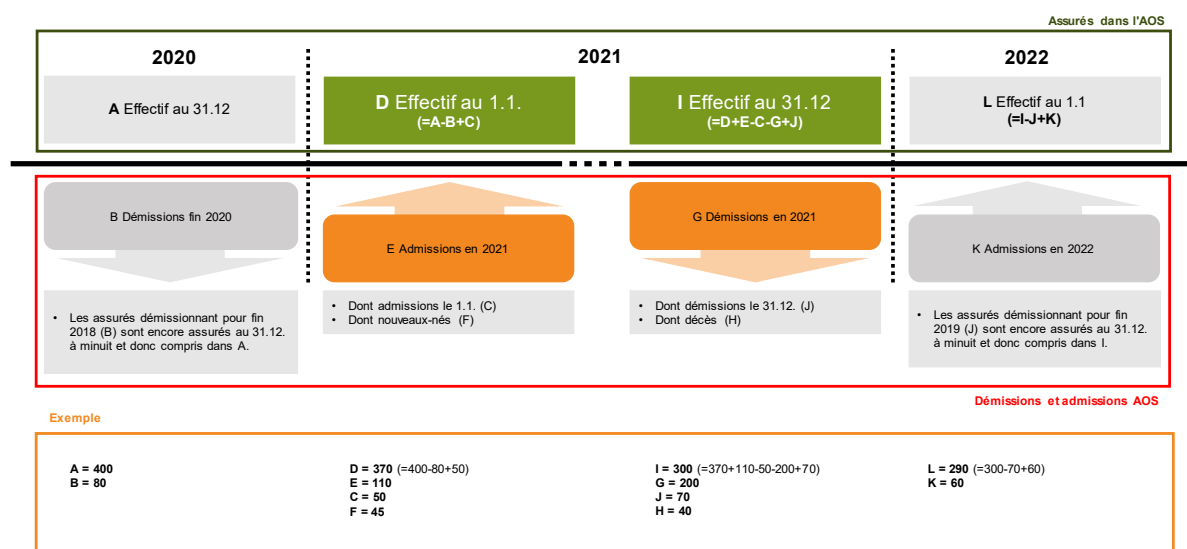 Assurés dans l'AOS
2020
2021
2022
A Effectif au 31.12
D Effectif au 1.1.
(=A-B+C)
I Effectif au 31.12
(=D+E-C-G+J)
L Effectif au 1.1
(=I-J+K)
B Démissions fin 2020
E Admissions en 2021
G Démissions en 2021
K Admissions en 2022
• Les assurés démissionnant pour fin
2018 (B) sont encore assurés au 31.12.
à minuit et donc compris dans A.
• Dont admissions le 1.1. (C)
• Dont nouveaux-nés (F)
• Dont démissions le 31.12. (J)
• Dont décès (H)
• Les assurés démissionnant pour fin
2019 (J) sont encore assurés au 31.12.
à minuit et donc compris dans I.
Démissions et admissions AOS
Exemple
A = 400
B = 80
D = 370 (=400-80+50)
E = 110
C = 50
F = 45
I = 300 (=370+110-50-200+70)
G = 200
J = 70
H = 40
L = 290 (=300-70+60)
K = 60